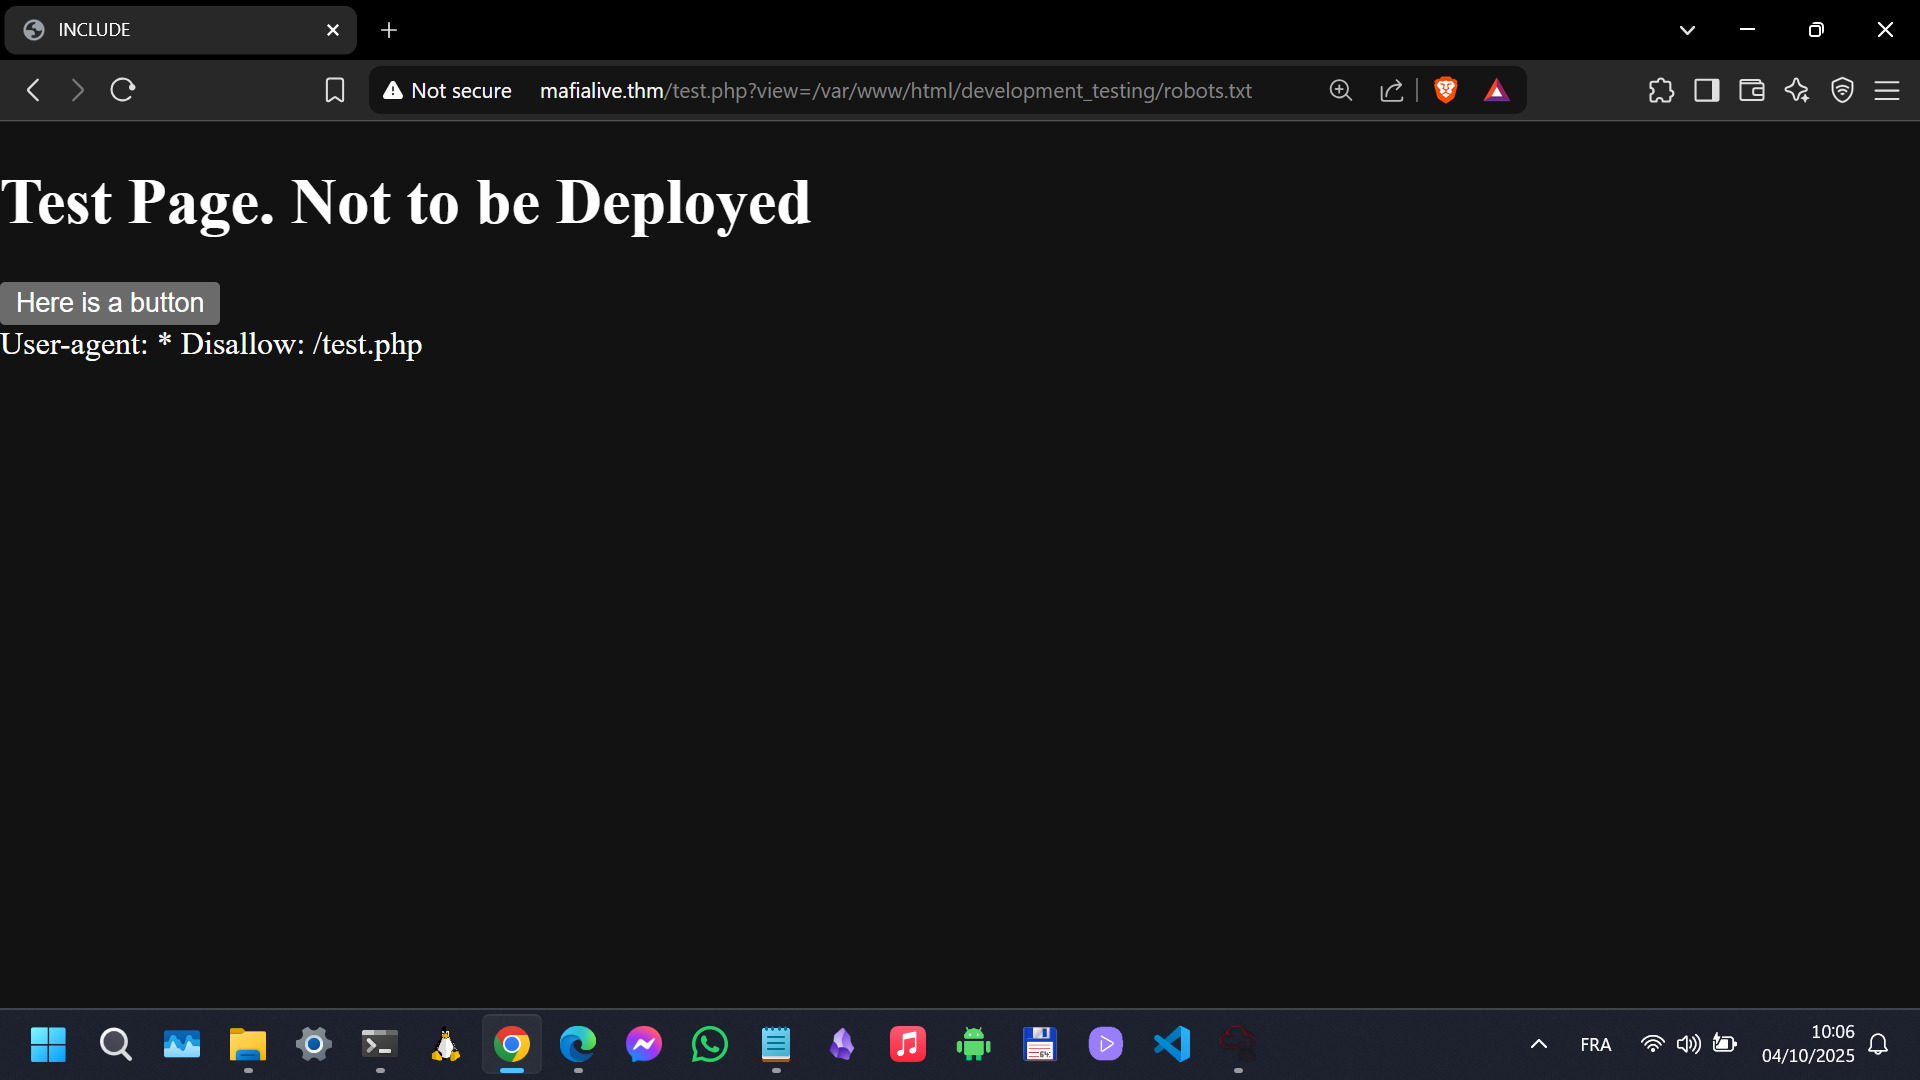 INCLUDE
Not secure mafialive.thm/test.php?view=/var/www/html/development_testing/robots.txt
Test Page. Not to be Deployed
Here is a button
User-agent: * Disallow: /test.php
64
FRA
10:06
04/10/2025